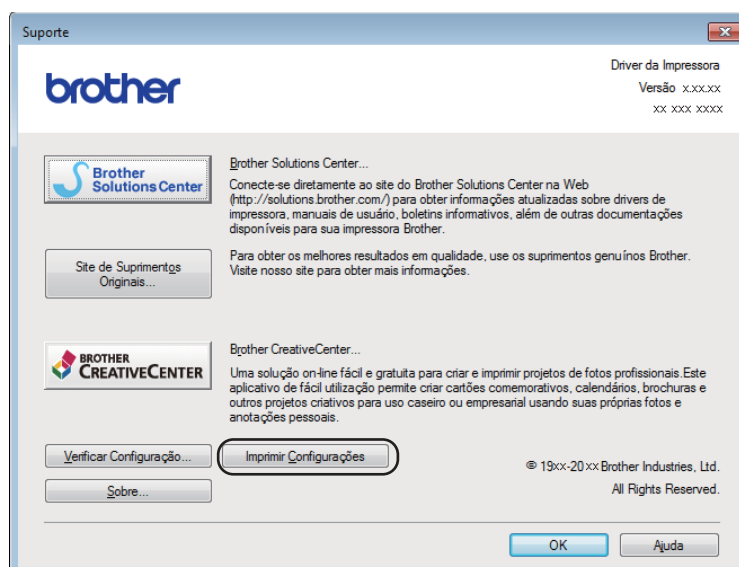 Suporte
brother
Driver da Impressora
Versão x.xx.xx
xx xxx xxxx
Brother
Solutions Center
Brother Solutions Center...
Conecte-se diretamente ao site do Brother Solutions Center na Web
(http://solutions.brother.com/) para obter informações atualizadas sobre drivers de
impressora, manuais de usuário, boletins informativos, além de outras documentações
disponíveis para sua impressora Brother.
Site de Suprimentos
Originais...
Para obter os melhores resultados em qualidade, use os suprimentos genuínos Brother.
Visite nosso site para obter mais informações.
BROTHER
CREATIVECENTER
Brother CreativeCenter...
Uma solução on-line fácil e gratuita para criar e imprimir projetos de fotos profissionais.Este
aplicativo de fácil utilização permite criar cartões comemorativos, calendários, brochuras e
outros projetos criativos para uso caseiro ou empresarial usando suas próprias fotos e
anotações pessoais.
Verificar Configuração...
Imprimir Configurações
Sobre...
© 19xx-20xx Brother Industries, Ltd.
All Rights Reserved.
OK
Ajuda